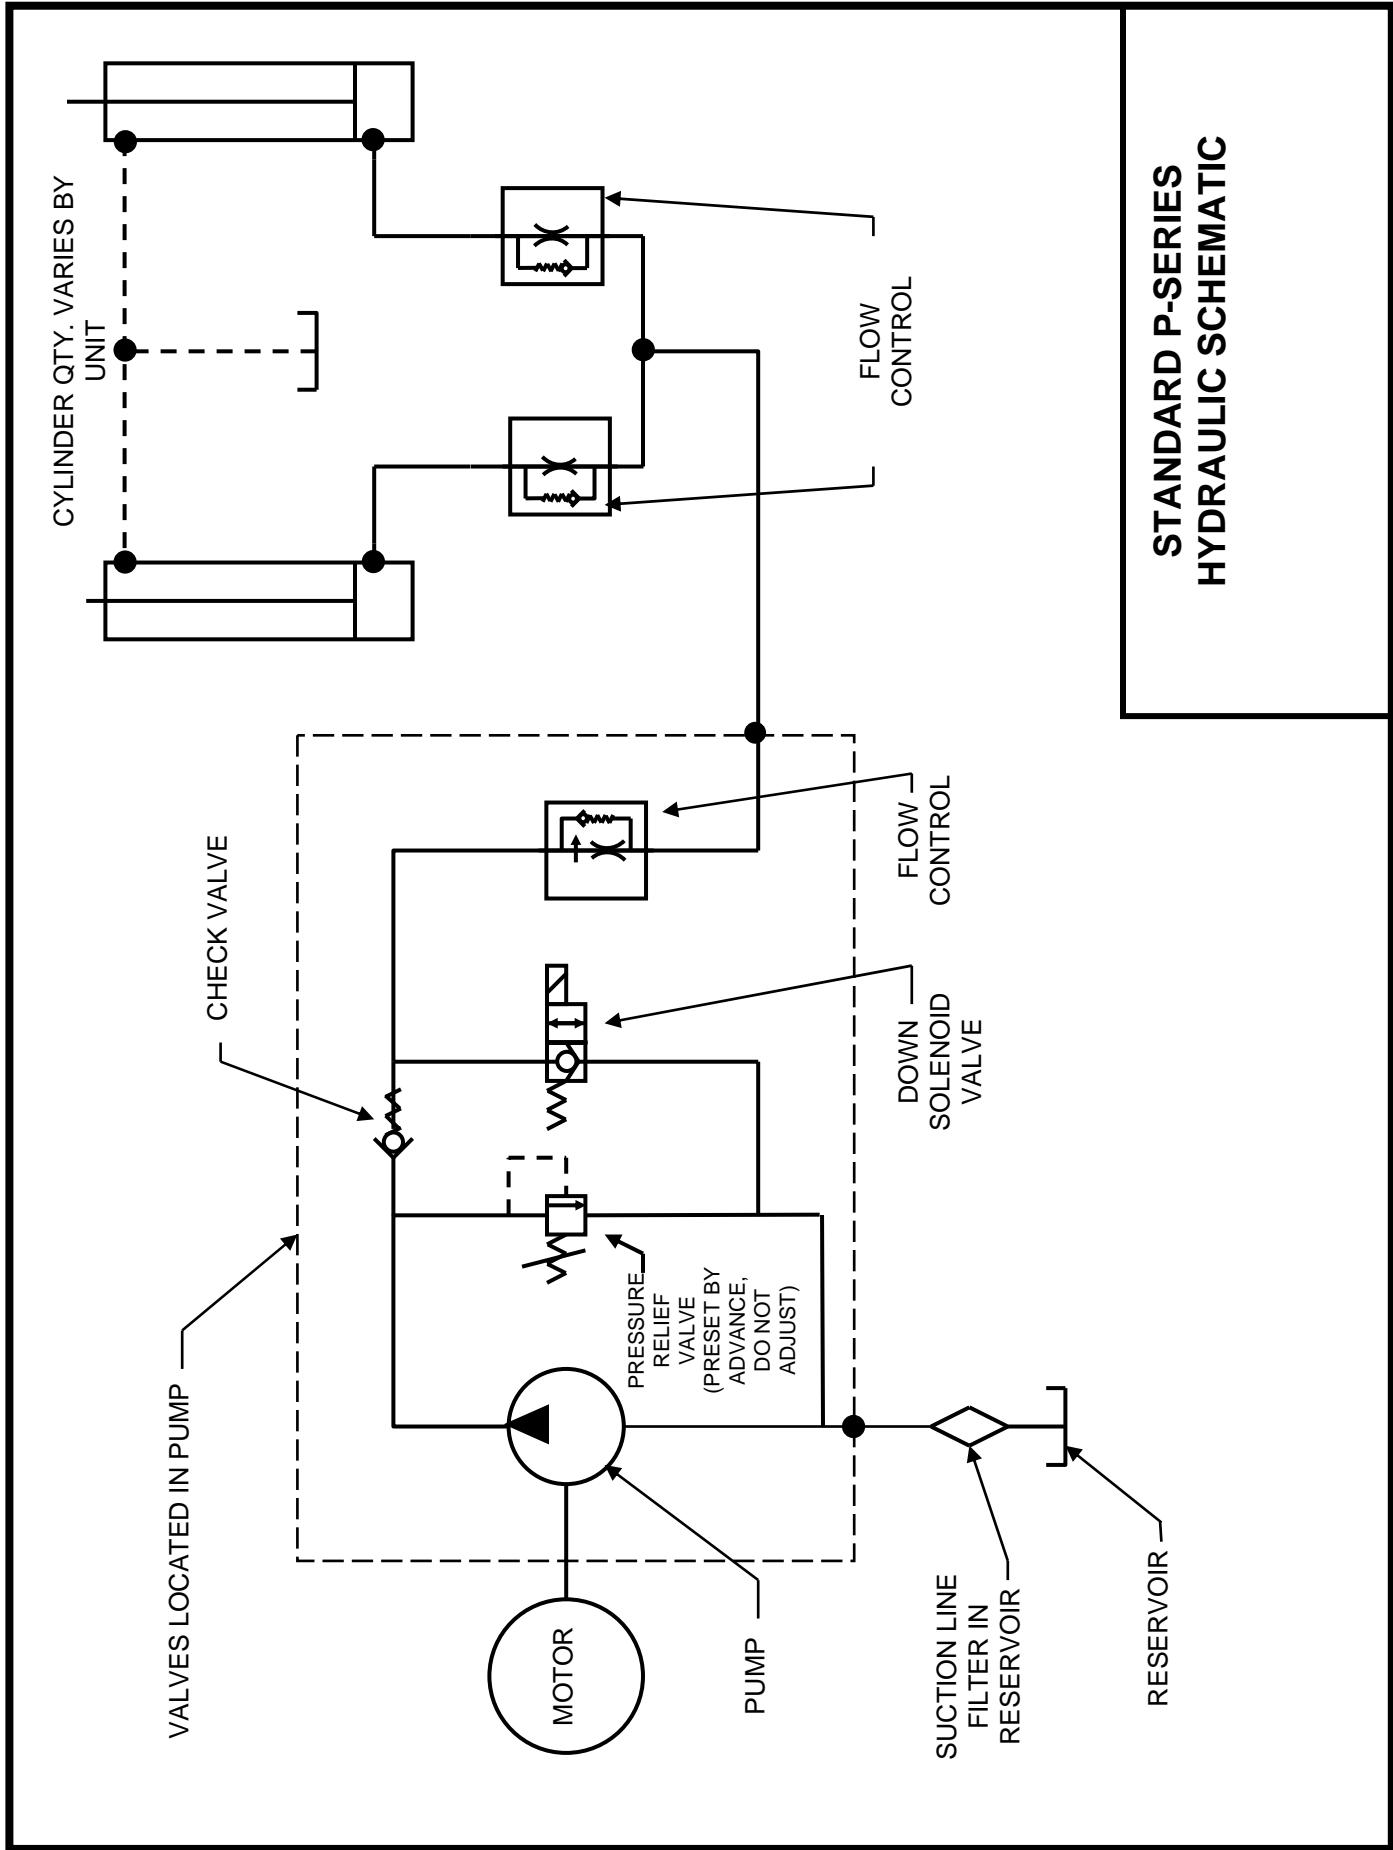 VALVES LOCATED IN PUMP
CHECK VALVE
CYLINDER QTY. VARIES BY
UNIT
MOTOR
PUMP
PRESSURE
RELIEF
VALVE
(PRESET BY
ADVANCE,
DO NOT
ADJUST)
SUCTION LINE
FILTER IN
RESERVOIR
RESERVOIR
DOWN
SOLENOID
VALVE
FLOW
CONTROL
FLOW
CONTROL
STANDARD P-SERIES
HYDRAULIC SCHEMATIC